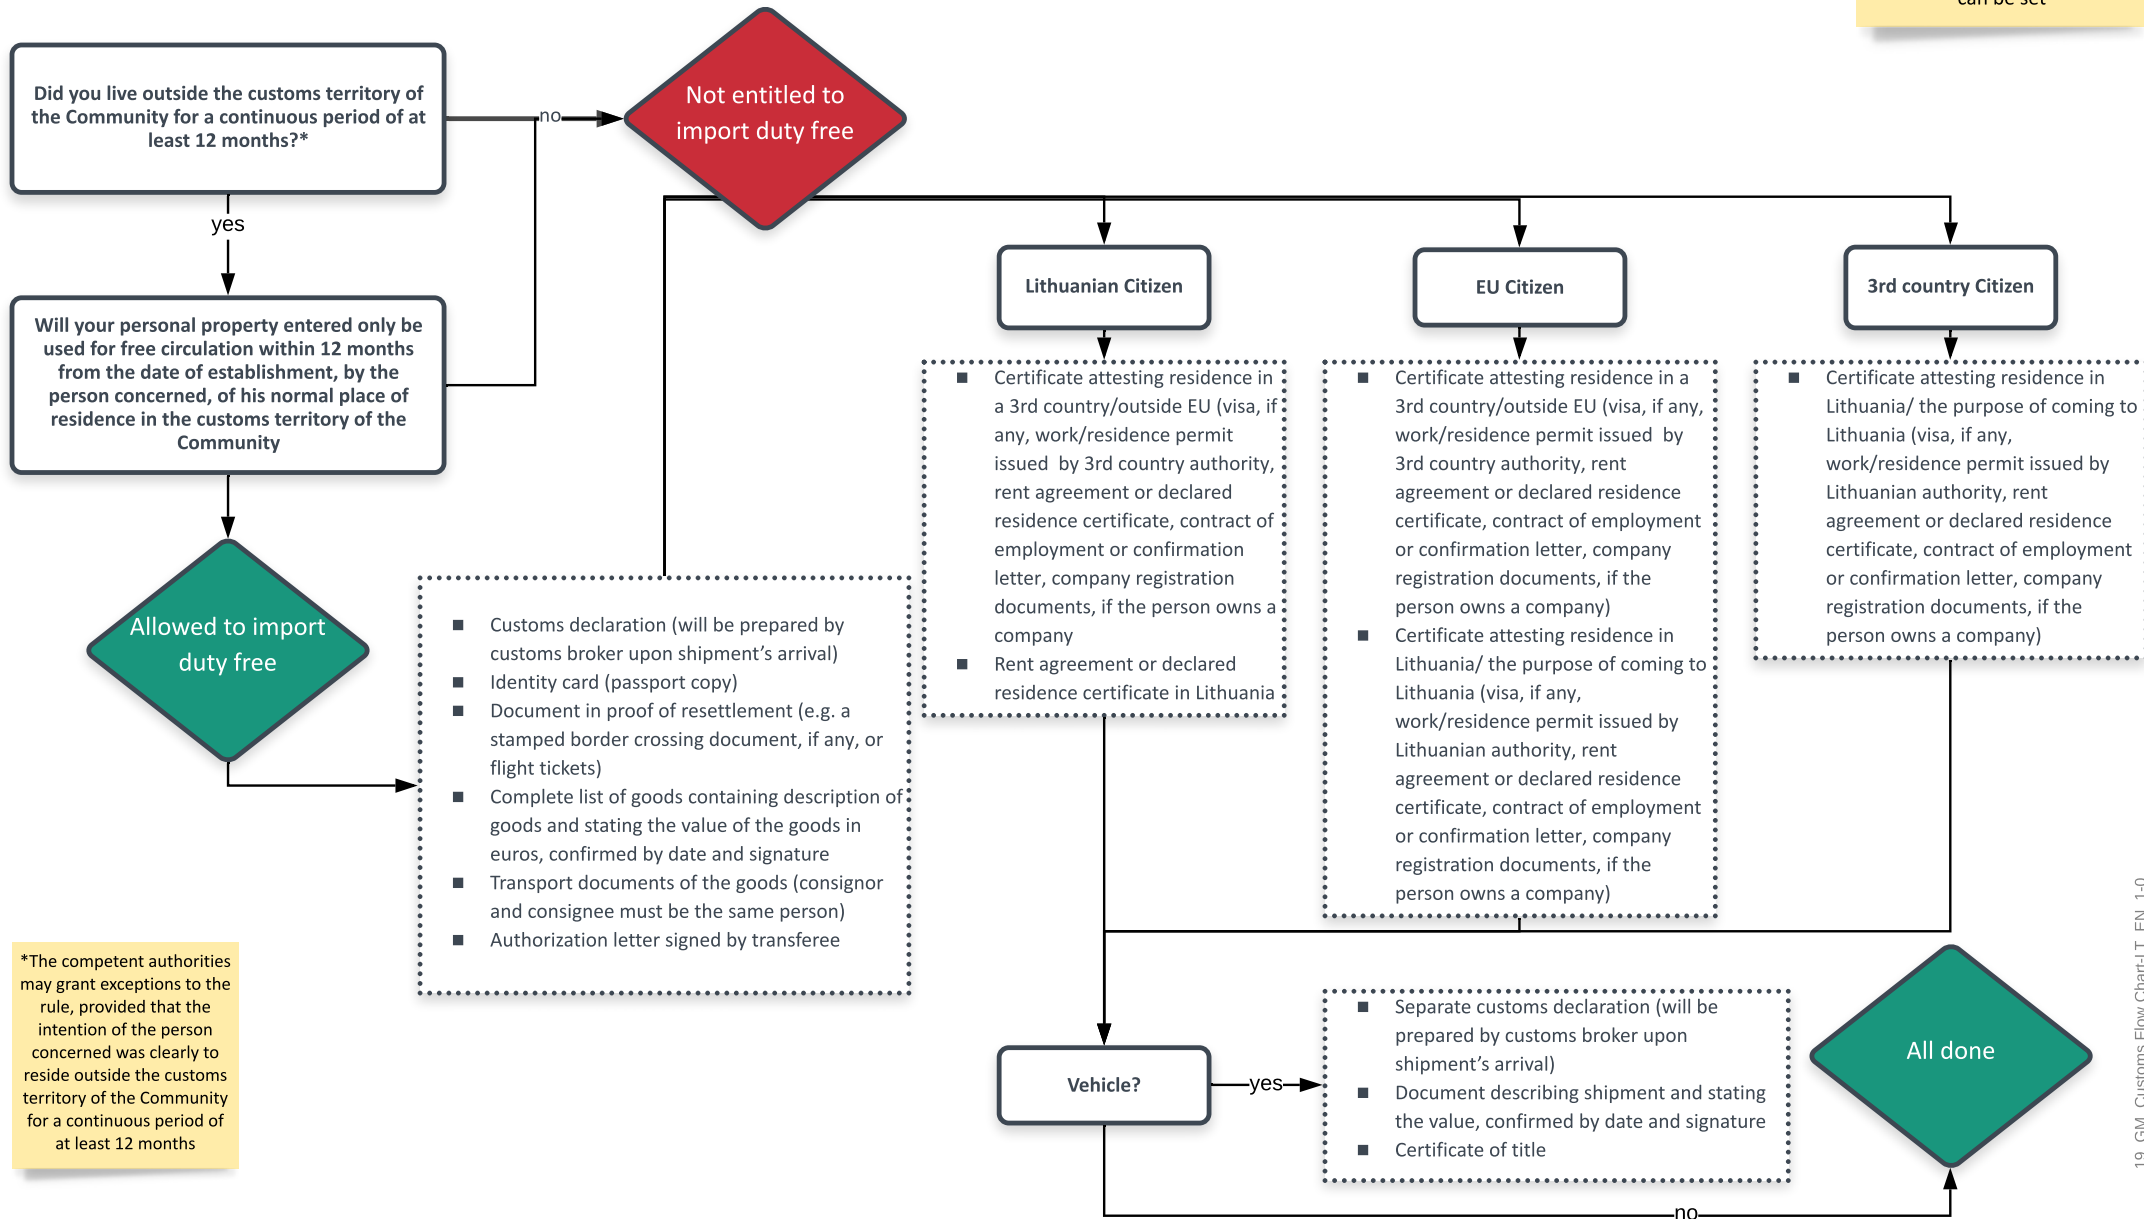 can be set
Did you live outside the customs territory of
the Community for a continuous period of at
least 12 months?*
no
Not entitled to
import duty free
yes
Will your personal property entered only be
used for free circulation within 12 months
from the date of establishment, by the
person concerned, of his normal place of
residence in the customs territory of the
Community
Allowed to import
duty free
■ Customs declaration (will be prepared by
customs broker upon shipment’s arrival)
■ Identity card (passport copy)
■ Document in proof of resettlement (e.g. a
stamped border crossing document, if any, or
flight tickets)
■ Complete list of goods containing description of
goods and stating the value of the goods in
euros, confirmed by date and signature
■ Transport documents of the goods (consignor
and consignee must be the same person)
■ Authorization letter signed by transferee
Lithuanian Citizen
■ Certificate attesting residence in
a 3rd country/outside EU (visa, if
any, work/residence permit
issued  by 3rd country authority,
rent agreement or declared
residence certificate, contract of
employment or confirmation
letter, company registration
documents, if the person owns a
company
■ Rent agreement or declared
residence certificate in Lithuania
EU Citizen
■ Certificate attesting residence in a
3rd country/outside EU (visa, if any,
work/residence permit issued  by
3rd country authority, rent
agreement or declared residence
certificate, contract of employment
or confirmation letter, company
registration documents, if the
person owns a company)
■ Certificate attesting residence in
Lithuania/ the purpose of coming to
Lithuania (visa, if any,
work/residence permit issued by
Lithuanian authority, rent
agreement or declared residence
certificate, contract of employment
or confirmation letter, company
registration documents, if the
person owns a company)
3rd country Citizen
■ Certificate attesting residence in
Lithuania/ the purpose of coming to
Lithuania (visa, if any,
work/residence permit issued by
Lithuanian authority, rent
agreement or declared residence
certificate, contract of employment
or confirmation letter, company
registration documents, if the
person owns a company)
*The competent authorities
may grant exceptions to the
rule, provided that the
intention of the person
concerned was clearly to
reside outside the customs
territory of the Community
for a continuous period of
at least 12 months
Vehicle?
yes
■ Separate customs declaration (will be
prepared by customs broker upon
shipment’s arrival)
■ Document describing shipment and stating
the value, confirmed by date and signature
■ Certificate of title
All done
no
19_GM_Customs Flow Chart-LT_EN_1-0